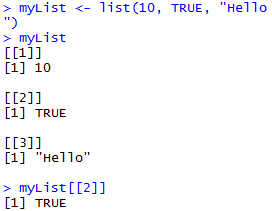 > myList <- list(10, TRUE, "Hello
")
> myList
[[1]]
[1] 10
[[2]]
[1] TRUE
[[3]]
[1] "Hello"
> myList[[2]]
[1] TRUE